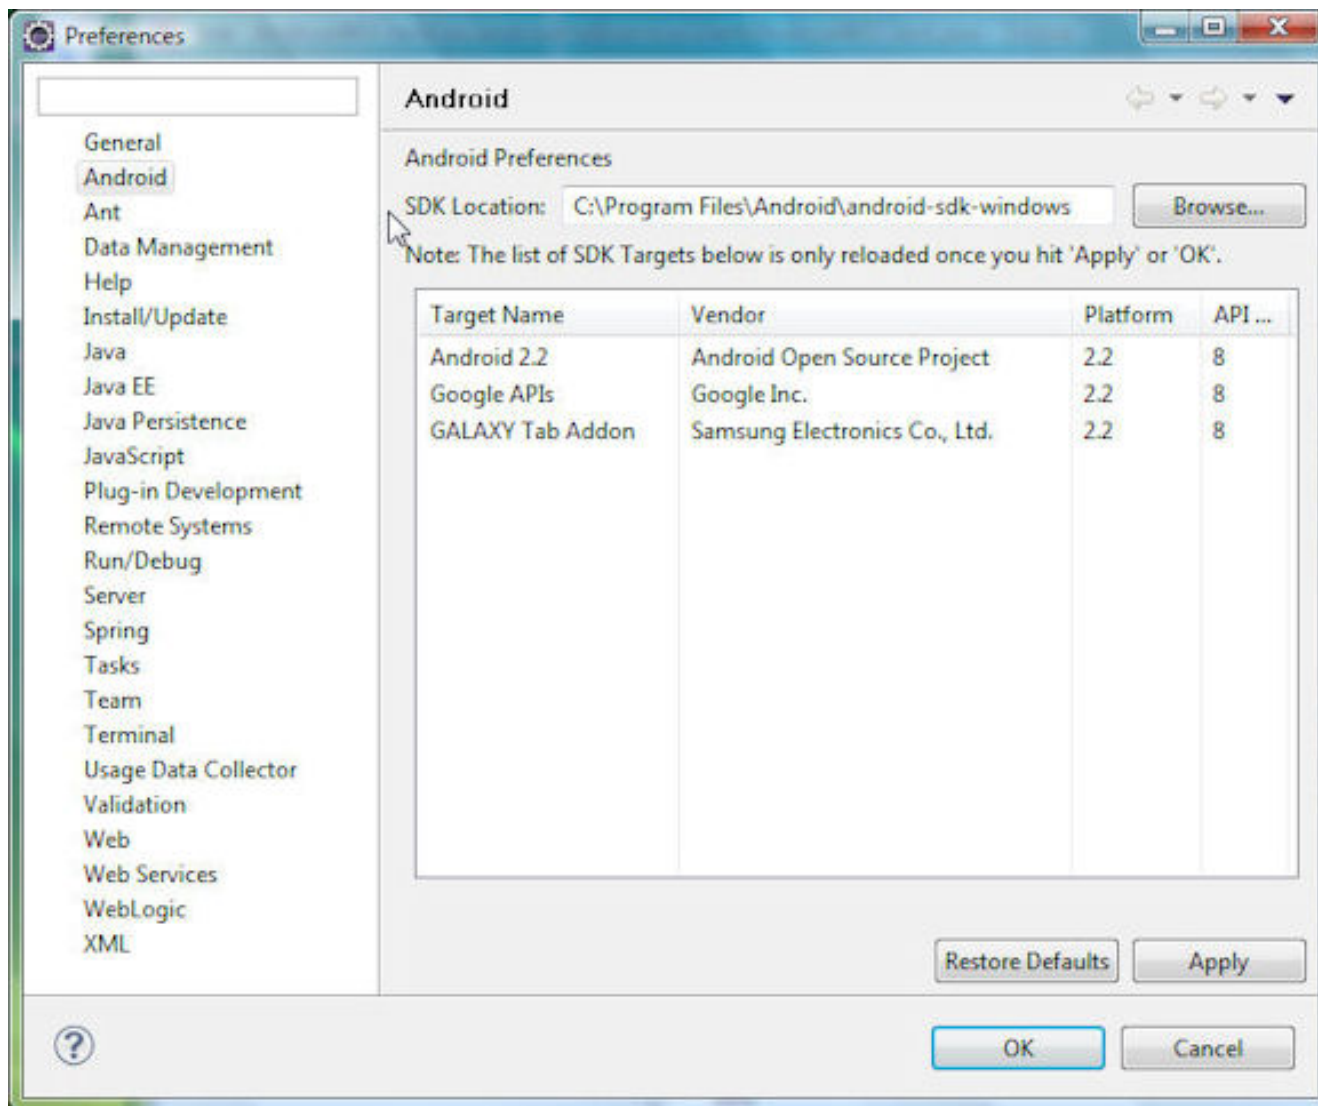 Preferences
General
Android
Ant
Data Management
Help
Install/Update
Java
Java EE
Java Persistence
JavaScript
Plug-in Development
Remote Systems
Run/Debug
Server
Spring
Tasks
Team
Terminal
Usage Data Collector
Validation
Web
Web Services
WebLogic
XML
Android
Android Preferences
SDK Location: C:\Program Files\Android\android-sdk-windows Browse...
Note: The list of SDK Targets below is only reloaded once you hit 'Apply' or 'OK'.
Target Name Vendor Platform API ...
Android 2.2 Android Open Source Project 2.2 8
Google APIs Google Inc. 2.2 8
GALAXY Tab Addon Samsung Electronics Co., Ltd. 2.2 8
Restore Defaults Apply
? OK Cancel